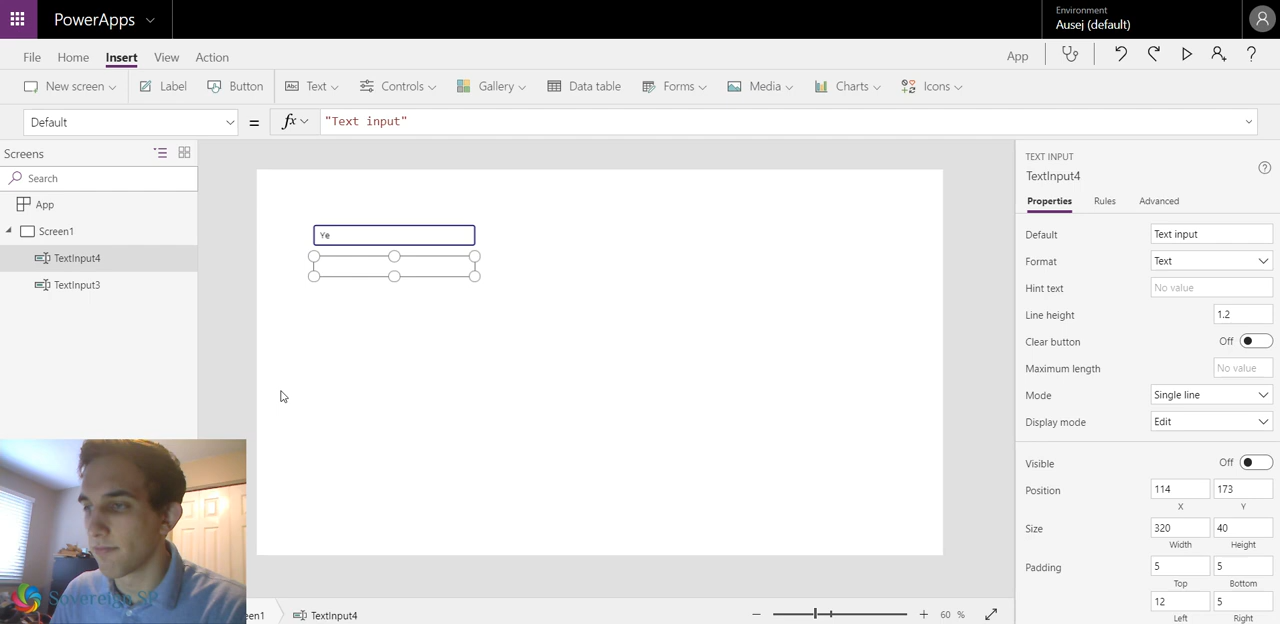 PowerApps
Environment
Ausej (default)
File Home Insert View Action
App
New screen Label Button Text Controls Gallery Data table Forms Media Charts Icons
Default = fx "Text input"
Screens
Search
App
Screen1
TextInput4
TextInput3
Ye
TEXT INPUT
TextInput4
Properties Rules Advanced
Default Text input
Format Text
Hint text No value
Line height 1.2
Clear button Off
Maximum length No value
Mode Single line
Display mode Edit
Visible Off
Position 114 173
X Y
Size 320 40
Width Height
Padding 5 5
Top Bottom
12 5
Left Right
Sovereign SP
een1 TextInput4
60 %